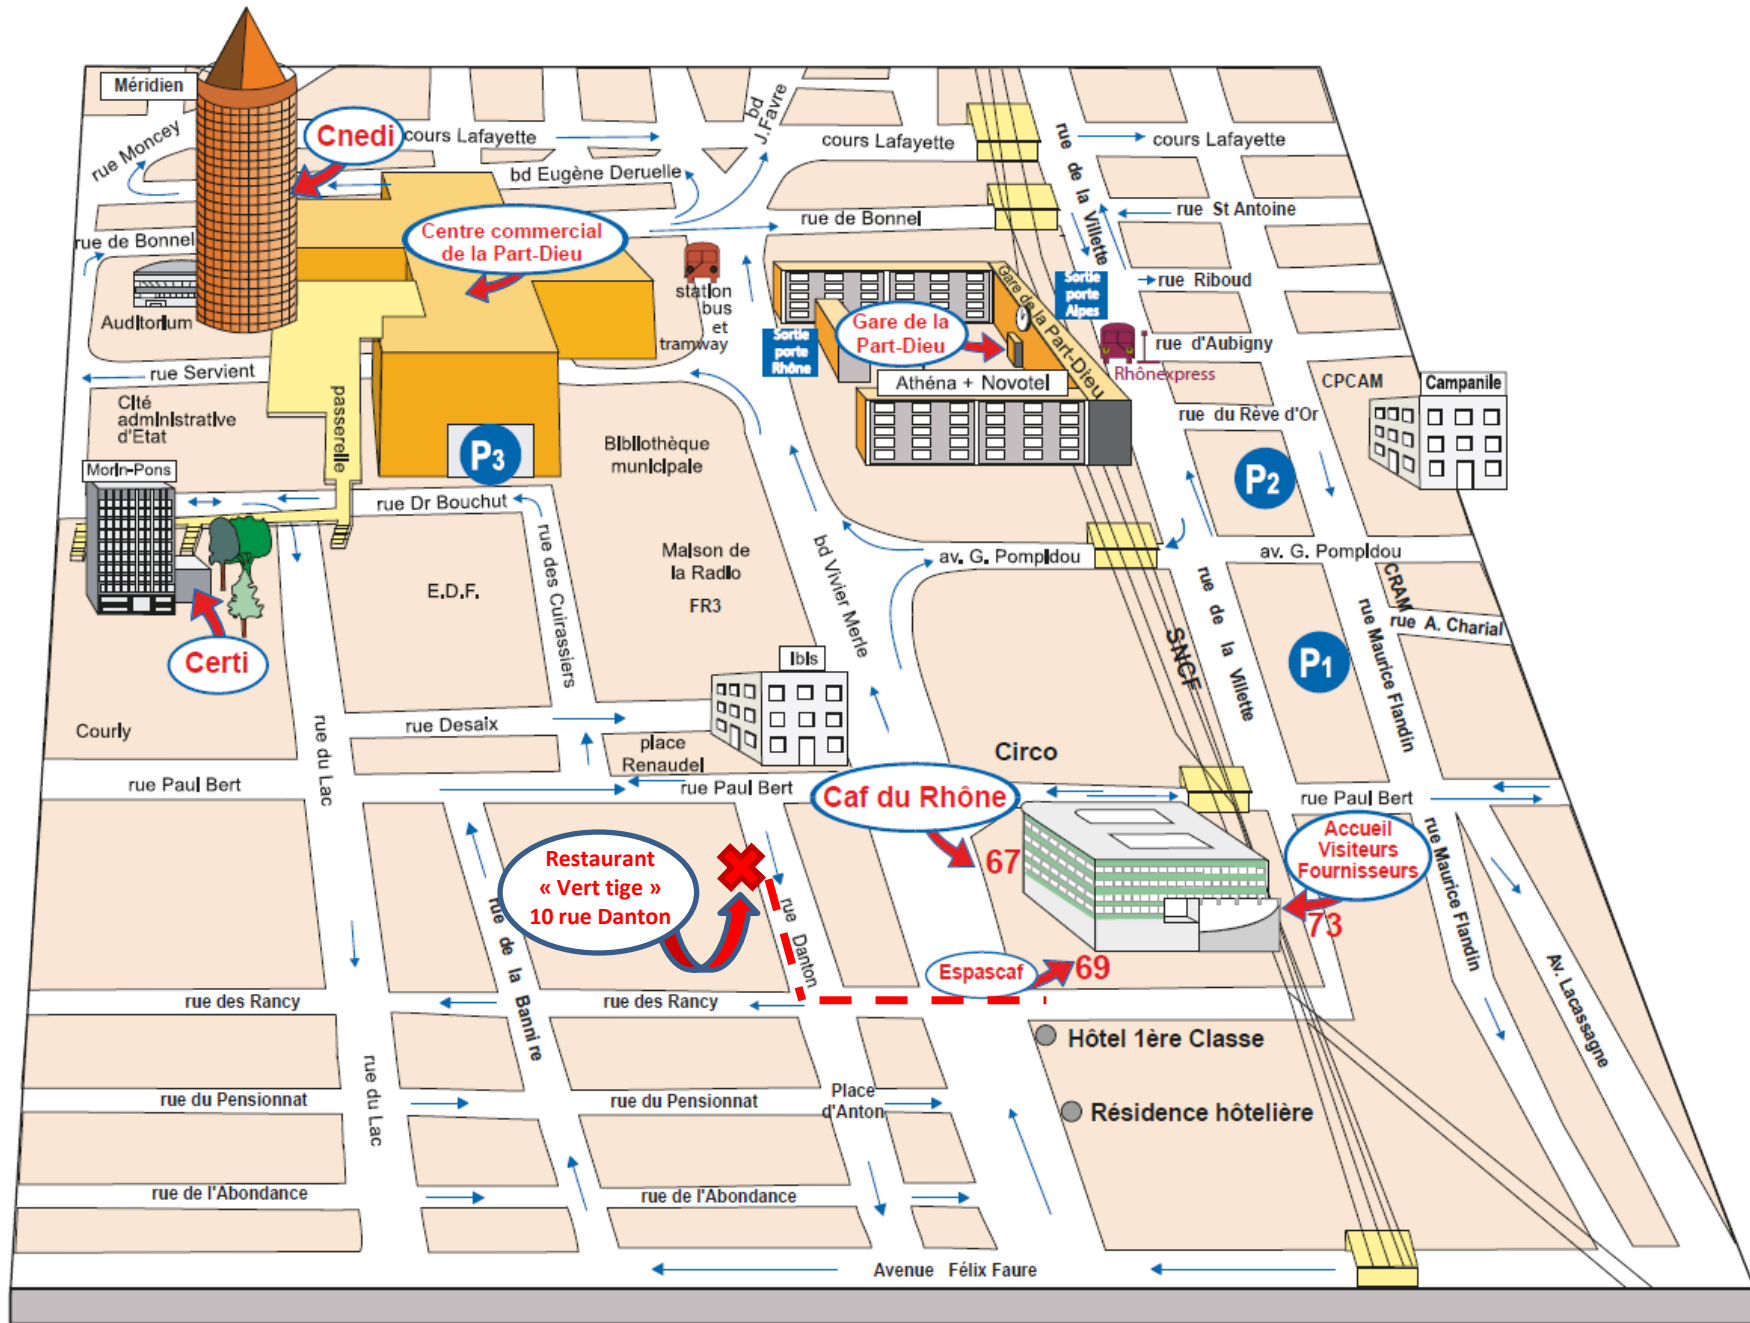 Méridien
Cnedi
rue Moncey
cours Lafayette
bd
J.Favre
cours Lafayette
rue de la Villette
cours Lafayette
bd Eugène Deruelle
Centre commercial
de la Part-Dieu
rue de Bonnel
rue de Bonnel
rue St Antoine
Auditorium
station
bus
et
tramway
Sortie
porte
Rhône
Gare de la
Part-Dieu
Gare de la Part-Dieu
Sortie
porte
Alpes
rue Riboud
rue d'Aubigny
Rhônexpress
rue Servient
passerelle
Athéna + Novotel
CPCAM
Campanile
Cité
administrative
d'Etat
rue du Rêve d'Or
Morin-Pons
P3
Bibliothèque
municipale
P2
rue Dr Bouchut
rue des Cuirassiers
bd Vivier Merle
av. G. Pompidou
av. G. Pompidou
Maison de
la Radio
FR3
E.D.F.
CRAM
rue A. Charial
rue de la Villette
rue Maurice Flandin
SNCF
P1
Certi
Ibis
Courly
rue du Lac
rue Desaix
place
Renaudel
Circo
rue Paul Bert
rue Paul Bert
Caf du Rhône
rue Paul Bert
67
Accueil
Visiteurs
Fournisseurs
73
rue Maurice Flandin
Restaurant
« Vert tige »
10 rue Danton
rue de la Banni re
rue Danton
Espascaf
69
Av. Lacassagne
rue des Rancy
rue des Rancy
Hôtel 1ère Classe
rue du Lac
rue du Pensionnat
rue du Pensionnat
Place
d'Anton
Résidence hôtelière
rue de l'Abondance
rue de l'Abondance
Avenue Félix Faure